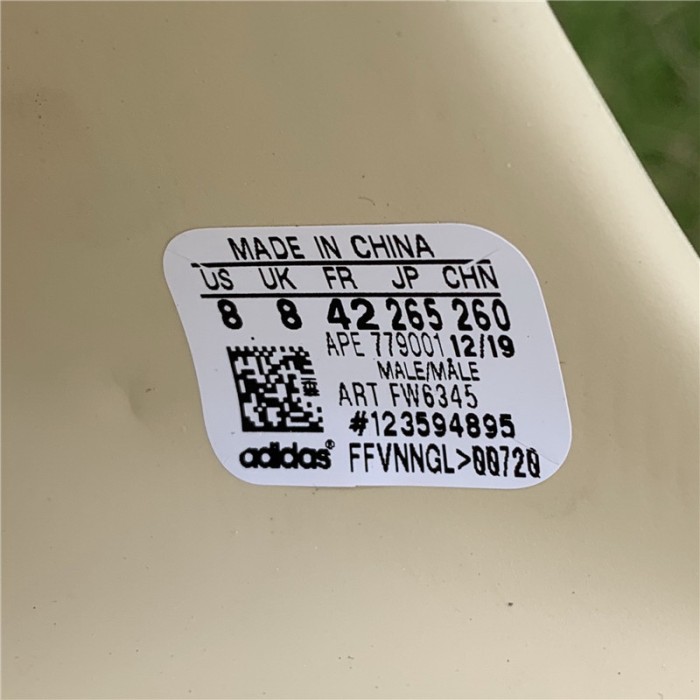 MADE IN CHINA
US UK FR JP CHN
8 8 42 265 260
APE 779001 12/19
MALE/MÂLE
ART FW6345
#123594895
adidas® FFVNNGL>00720